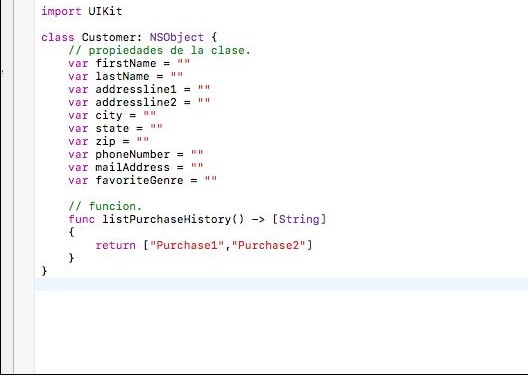 import UIKit
class Customer: NSObject {
// propiedades de la clase.
var firstName = ""
var lastName = ""
var addressline1 = ""
var addressline2 = ""
var city = ""
var state = ""
var zip = ""
var phoneNumber = ""
var mailAddress = ""
var favoriteGenre = ""
// funcion.
func listPurchaseHistory() -> [String]
{
return ["Purchase1","Purchase2"]
}
}